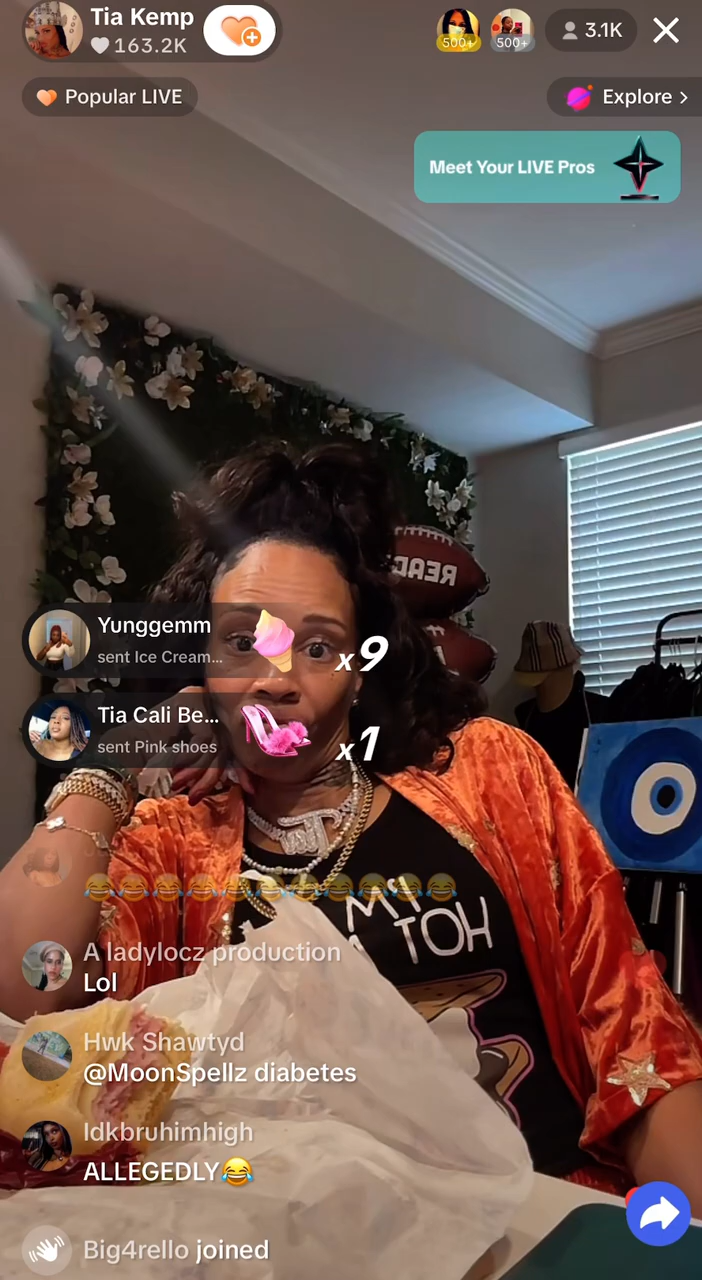 Tia Kemp
163.2K
500+
500+
3.1K
Popular LIVE
Explore >
Meet Your LIVE Pros
READ
Yunggemm
sent Ice Cream...
x9
Tia Cali Be...
sent Pink shoes
x1
😂😂😂😂😂😂😂😂😂😂😂
MY
TOH
A ladylocz production
Lol
Hwk Shawtyd
@MoonSpellz diabetes
Idkbruhimhigh
ALLEGEDLY😂
Big4rello joined